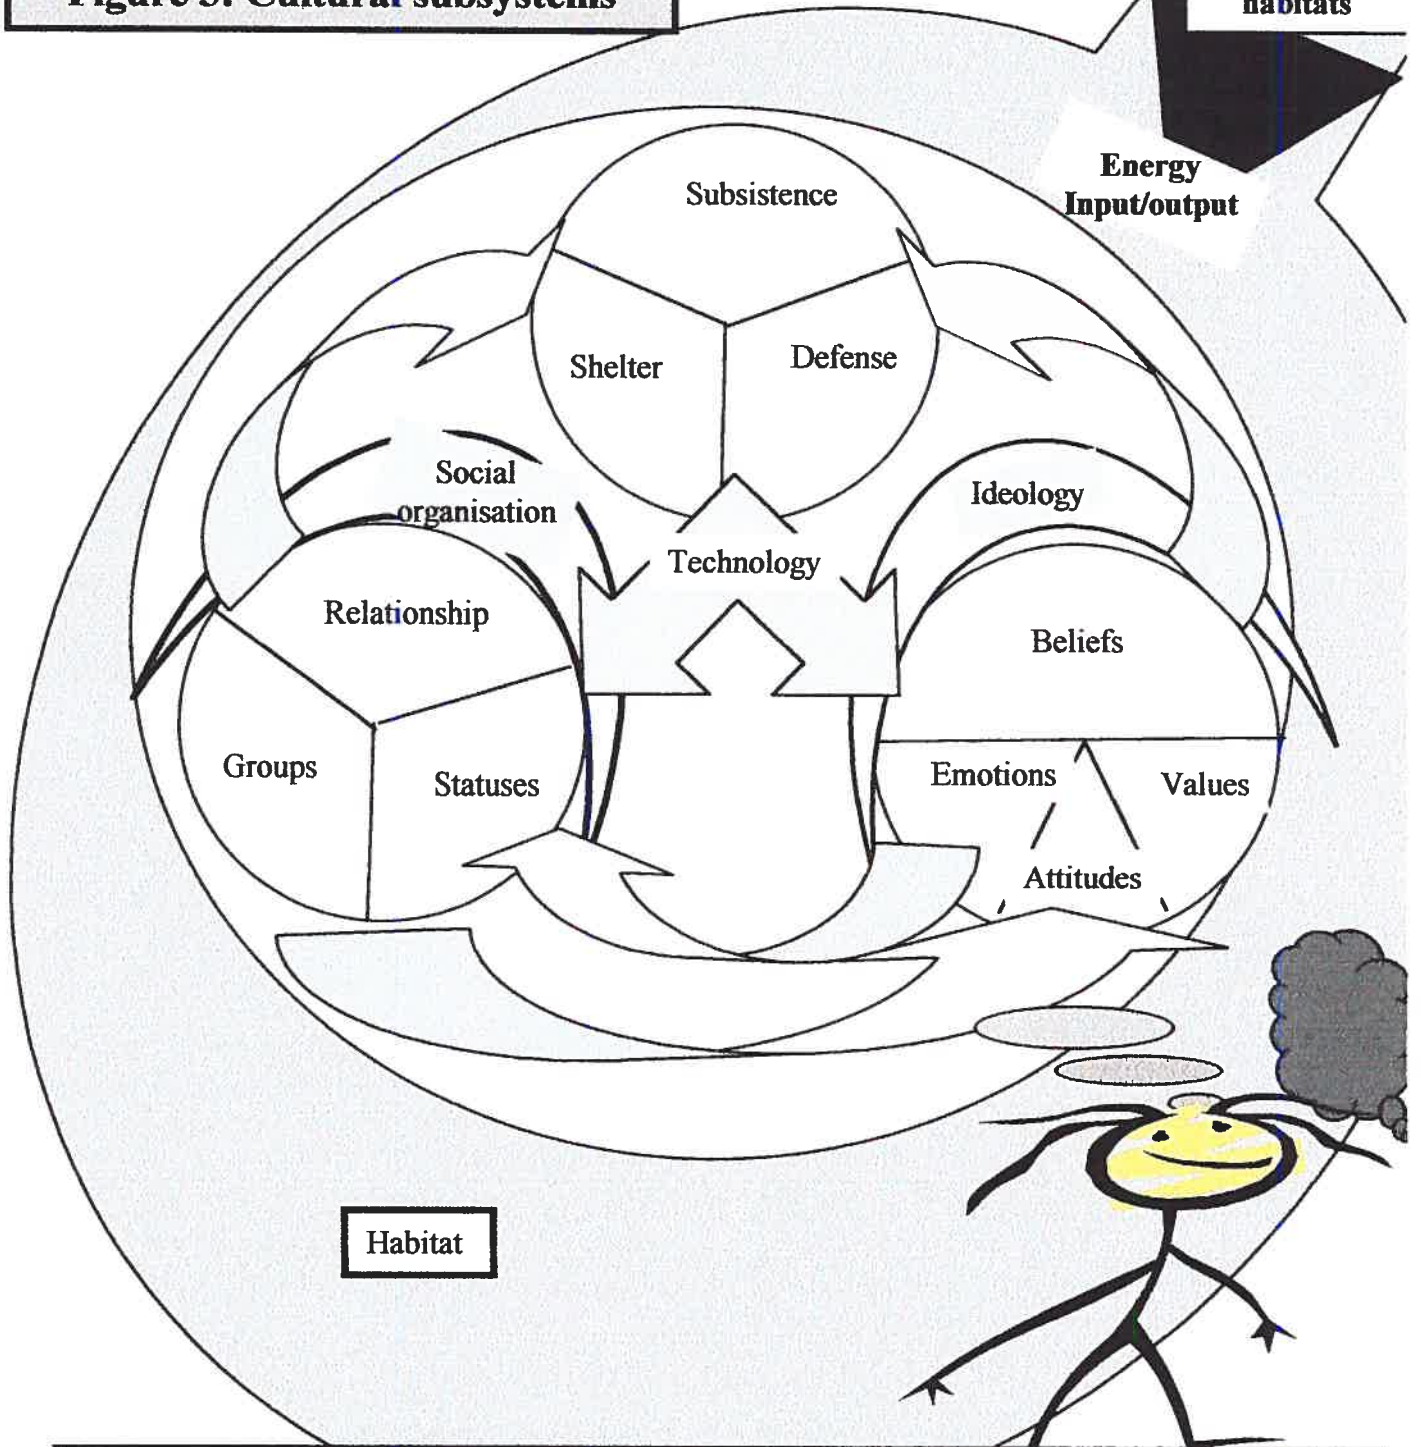 Figure 3: Cultural subsystems
habitats
Energy
Input/output
Subsistence
Shelter
Defense
Social
organisation
Ideology
Technology
Relationship
Beliefs
Groups
Statuses
Emotions
Values
Attitudes
Habitat